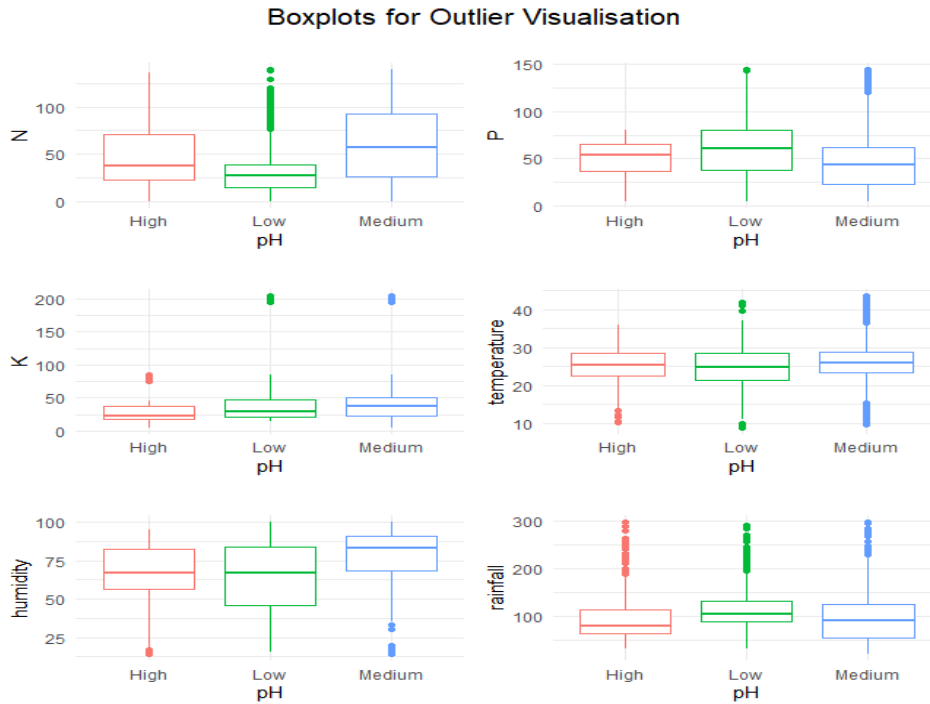 Boxplots for Outlier Visualisation
N
100
50
0
High Low Medium
pH
P
150
100
50
0
High Low Medium
pH
K
200
150
100
50
0
High Low Medium
pH
temperature
40
30
20
10
High Low Medium
pH
humidity
100
75
50
25
High Low Medium
pH
rainfall
300
200
100
High Low Medium
pH